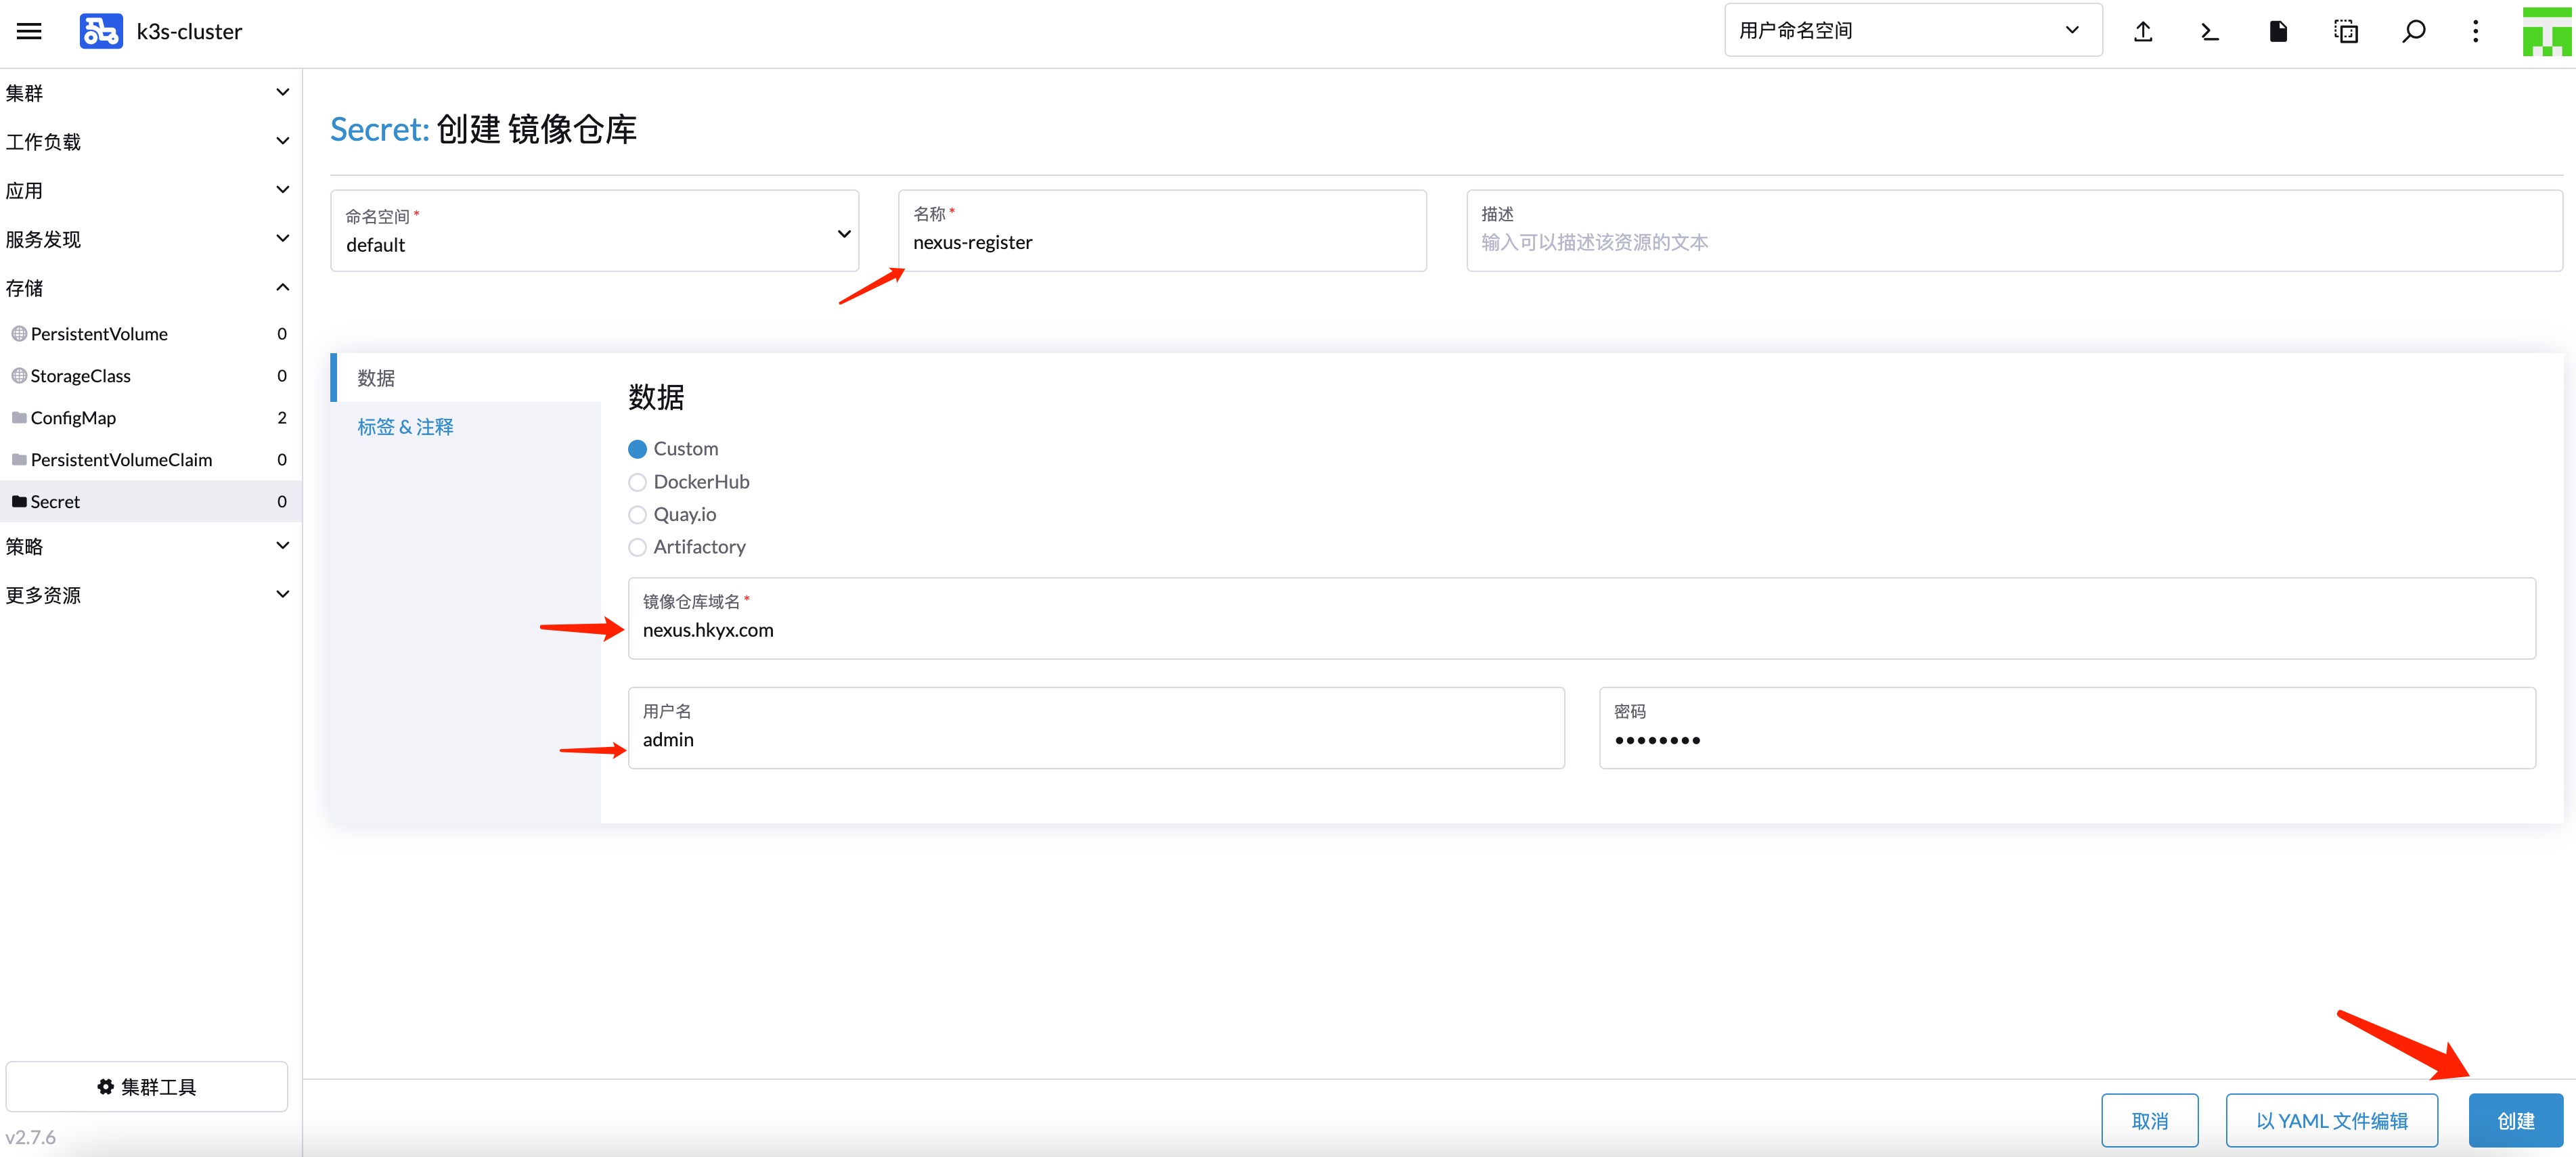 k3s-cluster
用户命名空间
集群
工作负载
应用
服务发现
存储
PersistentVolume 0
StorageClass 0
ConfigMap 2
PersistentVolumeClaim 0
Secret 0
策略
更多资源
集群工具
v2.7.6
Secret: 创建 镜像仓库
命名空间 *
default
名称 *
nexus-register
描述
输入可以描述该资源的文本
数据
标签 & 注释
数据
Custom
DockerHub
Quay.io
Artifactory
镜像仓库域名 *
nexus.hkyx.com
用户名
admin
密码
••••••••
取消
以 YAML 文件编辑
创建